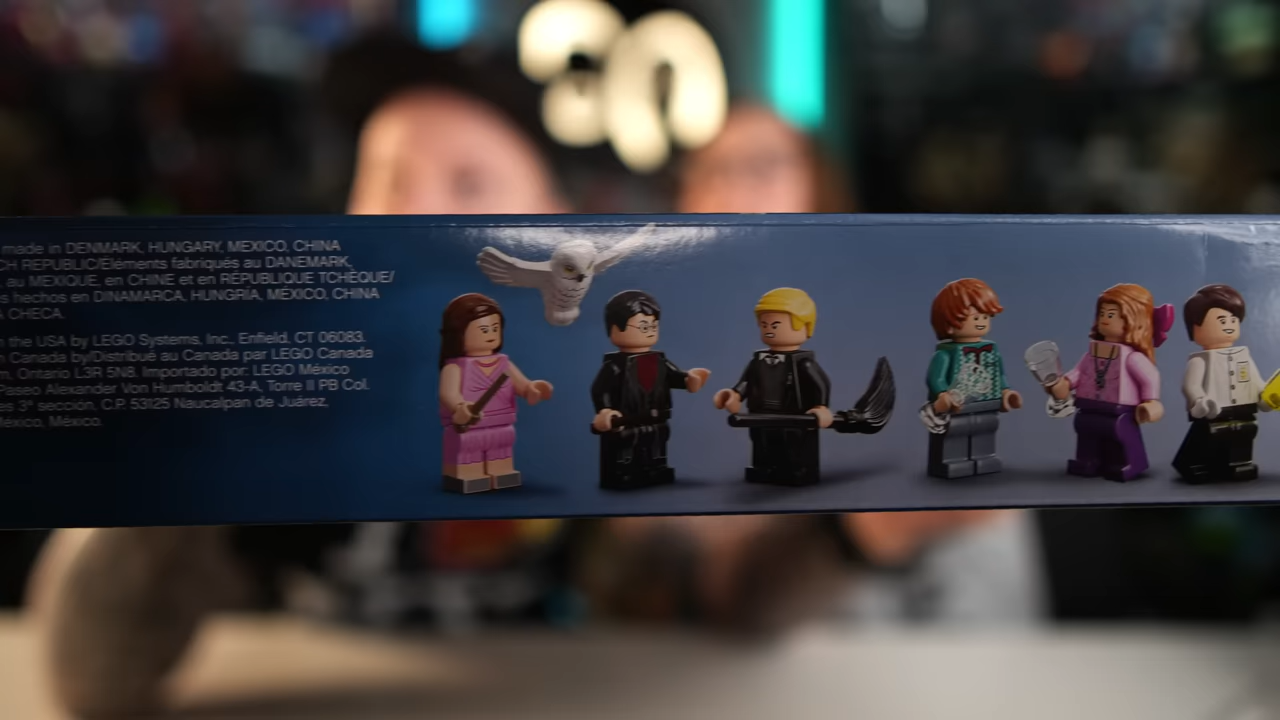 made in DENMARK, HUNGARY, MEXICO, CHINA
CH REPUBLIC/Éléments fabriqués au DANEMARK,
, au MEXIQUE, en CHINE et en RÉPUBLIQUE TCHÈQUE/
s hechos en DINAMARCA, HUNGRÍA, MÉXICO, CHINA
A CHECA.
n the USA by LEGO Systems, Inc., Enfield, CT 06083.
n Canada by/Distribué au Canada par LEGO Canada
m, Ontario L3R 5N8. Importado por: LEGO México
Paseo Alexander Von Humboldt 43-A, Torre II PB Col.
es 3ª sección, C.P. 53125 Naucalpan de Juárez,
México, México.